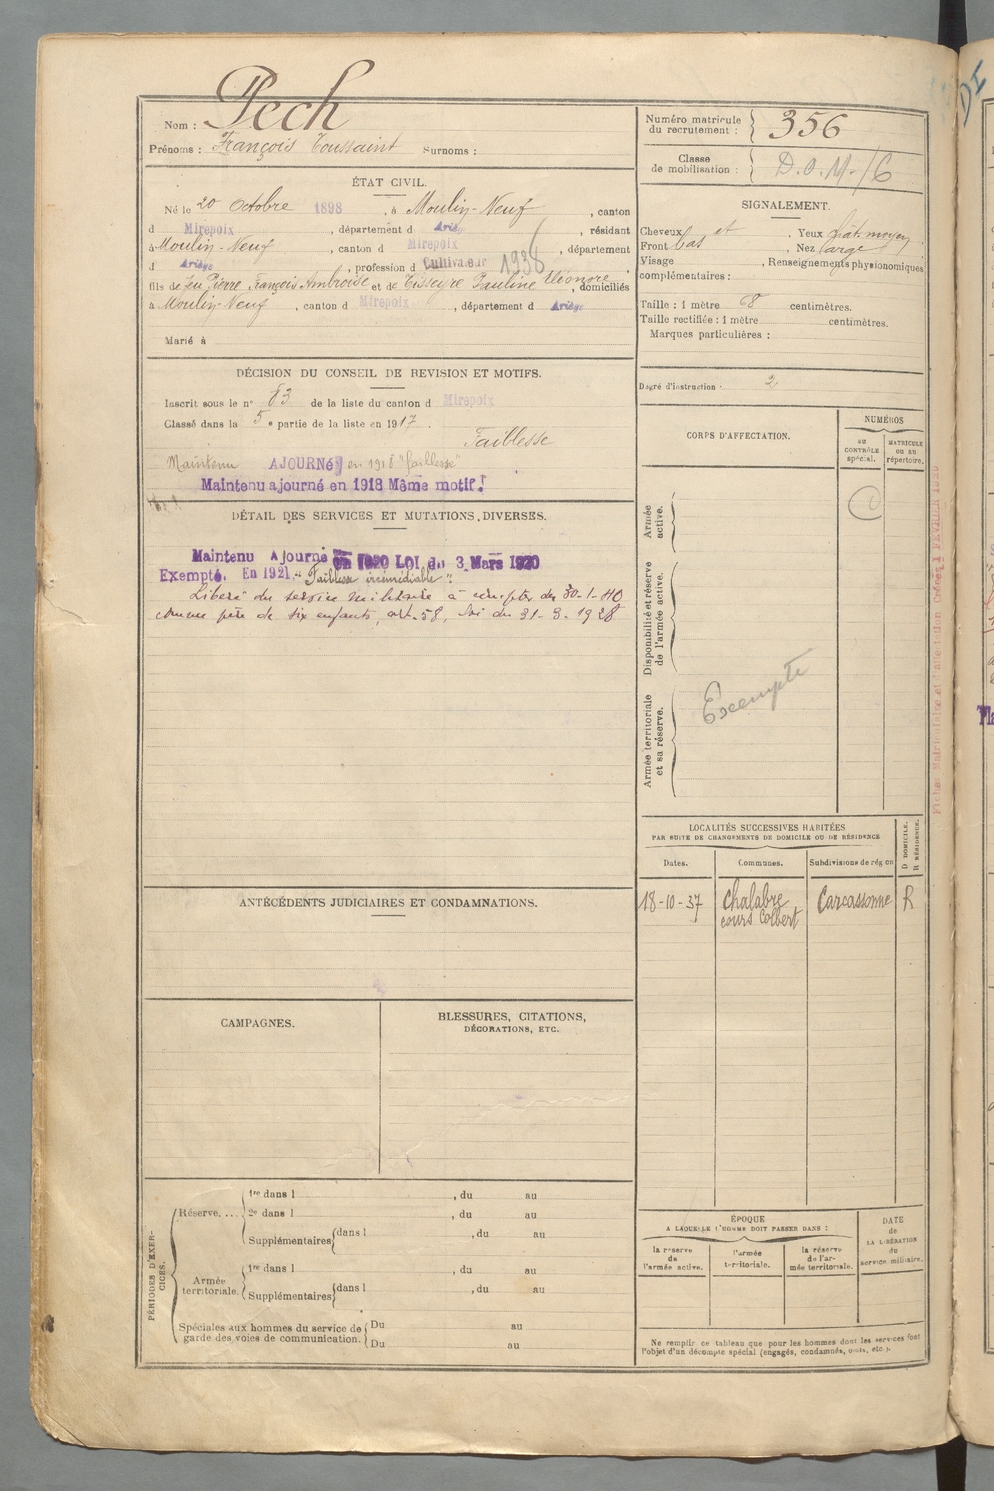 Nom : Pech
Prénoms : François Toussaint Surnoms :
ÉTAT CIVIL.
Né le 20 Octobre 1898, à Moulin-Neuf, canton
d Mirepoix, département d Ariège, résidant
à Moulin-Neuf, canton d Mirepoix, département
d Ariège, profession d Cultivateur 1938
fils de feu Pierre François Ambroise et de Tisseyre Pauline Eléonore, domiciliés
à Moulin-Neuf, canton d Mirepoix, département d Ariège
Marié à
DÉCISION DU CONSEIL DE REVISION ET MOTIFS.
Inscrit sous le n° 83 de la liste du canton d Mirepoix
Classé dans la 5e partie de la liste en 1917.
Faiblesse
Maintenu AJOURNÉ en 1918 "faiblesse"
Maintenu ajourné en 1918 Même motif.
DÉTAIL DES SERVICES ET MUTATIONS DIVERSES.
Maintenu Ajourné en 1920 LOI du 3 Mars 1920
Exempté. En 1921. "Faiblesse irrémédiable".
Libéré du service militaire à compter du 30-1-40
comme père de six enfants, art. 58, loi du 31-3-1928
ANTÉCÉDENTS JUDICIAIRES ET CONDAMNATIONS.
CAMPAGNES.
BLESSURES, CITATIONS,
DÉCORATIONS, ETC.
PÉRIODES D'EXERCICES.
Réserve....
1re dans l , du au
2e dans l , du au
Supplémentaires dans l , du au
Armée
territoriale.
1re dans l , du au
Supplémentaires dans l , du au
Spéciales aux hommes du service de
garde des voies de communication.
Du au
Du au
Numéro matricule
du recrutement : 356
Classe
de mobilisation : D.O.M-/6
SIGNALEMENT.
Cheveux et , Yeux chât. moyen
Front bas , Nez large
Visage , Renseignements physionomiques
complémentaires :
Taille : 1 mètre 68 centimètres.
Taille rectifiée : 1 mètre centimètres.
Marques particulières :
Degré d'instruction : 2
CORPS D'AFFECTATION.
NUMÉROS
AU
CONTRÔLE
spécial.
MATRICULE
ou au
répertoire.
Armée
active.
Disponibilité et réserve
de l'armée active.
Armée territoriale
et sa réserve.
Exempté
LOCALITÉS SUCCESSIVES HABITÉES
PAR SUITE DE CHANGEMENTS DE DOMICILE OU DE RÉSIDENCE
Dates.
Communes.
Subdivisions de région
D DOMICILE.
R RÉSIDENCE.
18-10-37 Chalabre Carcassonne R
cours Colbert
ÉPOQUE
A LAQUELLE L'HOMME DOIT PASSER DANS :
la réserve
de
l'armée active.
l'armée
territoriale.
la réserve
de l'ar-
mée territoriale.
DATE
de
LA LIBÉRATION
du
service militaire.
Ne remplir ce tableau que pour les hommes dont les services font
l'objet d'un décompte spécial (engagés, condamnés, omis, etc.).